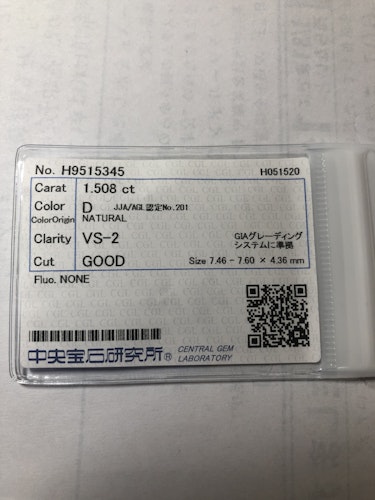 No. H9515345 H051520
Carat 1.508 ct
Color D JJA/AGL認定No.201
ColorOrigin NATURAL
Clarity VS-2 GIAグレーディング
システムに準拠
Cut GOOD Size 7.46 - 7.60 × 4.36 mm
Fluo. NONE
中央宝石研究所® CENTRAL GEM
LABORATORY